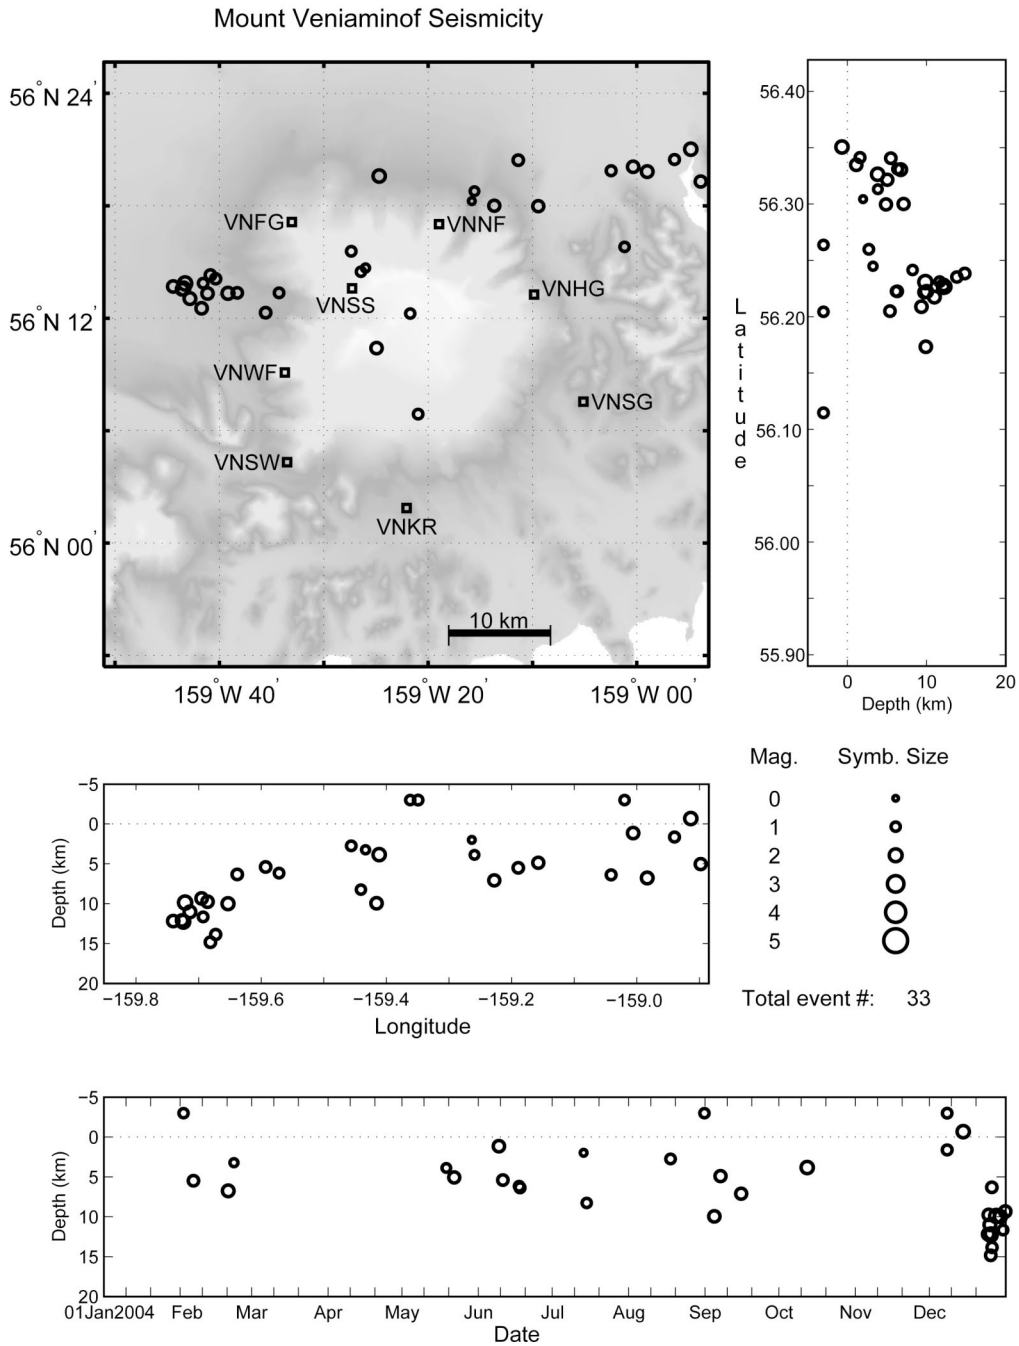 Mount Veniaminof Seismicity
56°N 24'
56°N 12'
56°N 00'
VNFG
VNNF
VNSS
VNHG
VNWF
VNSG
VNSW
VNKR
10 km
159°W 40'
159°W 20'
159°W 00'
56.40
56.30
56.20
56.10
56.00
55.90
Latitude
0 10 20
Depth (km)
−5
0
5
10
15
20
Depth (km)
−159.8 −159.6 −159.4 −159.2 −159.0
Longitude
Mag. Symb. Size
0
1
2
3
4
5
Total event #: 33
−5
0
5
10
15
20
Depth (km)
01Jan2004 Feb Mar Apr May Jun Jul Aug Sep Oct Nov Dec
Date